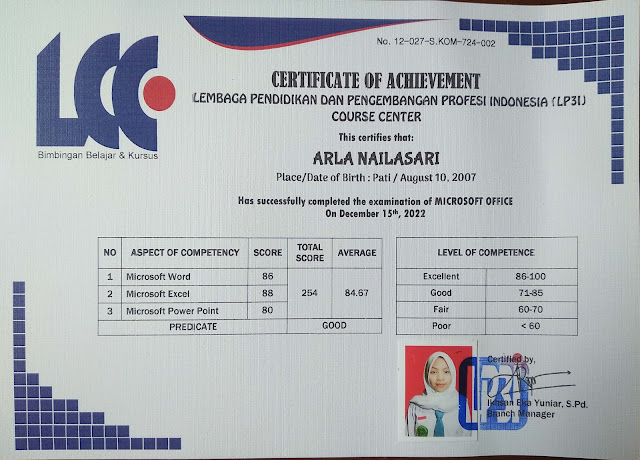 No. 12-027-S.KOM-724-002
LCC
Bimbingan Belajar & Kursus
CERTIFICATE OF ACHIEVEMENT
LEMBAGA PENDIDIKAN DAN PENGEMBANGAN PROFESI INDONESIA (LP3I)
COURSE CENTER
This certifies that:
ARLA NAILASARI
Place/Date of Birth : Pati / August 10, 2007
Has successfully completed the examination of MICROSOFT OFFICE
On December 15th, 2022
NO ASPECT OF COMPETENCY SCORE TOTAL SCORE AVERAGE
1 Microsoft Word 86 254 84.67
2 Microsoft Excel 88
3 Microsoft Power Point 80
PREDICATE GOOD
LEVEL OF COMPETENCE
Excellent 86-100
Good 71-85
Fair 60-70
Poor < 60
Certified by,
Ikasan Eka Yuniar, S.Pd.
Branch Manager